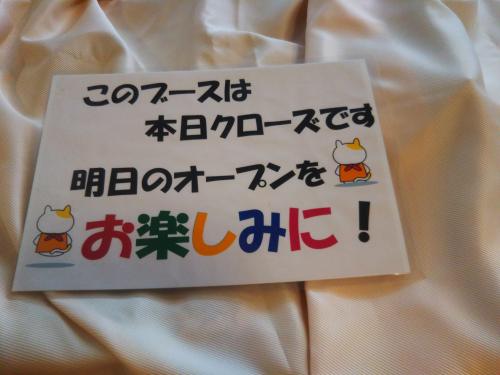 このブースは
本日クローズです
明日のオープンを
お楽しみに!